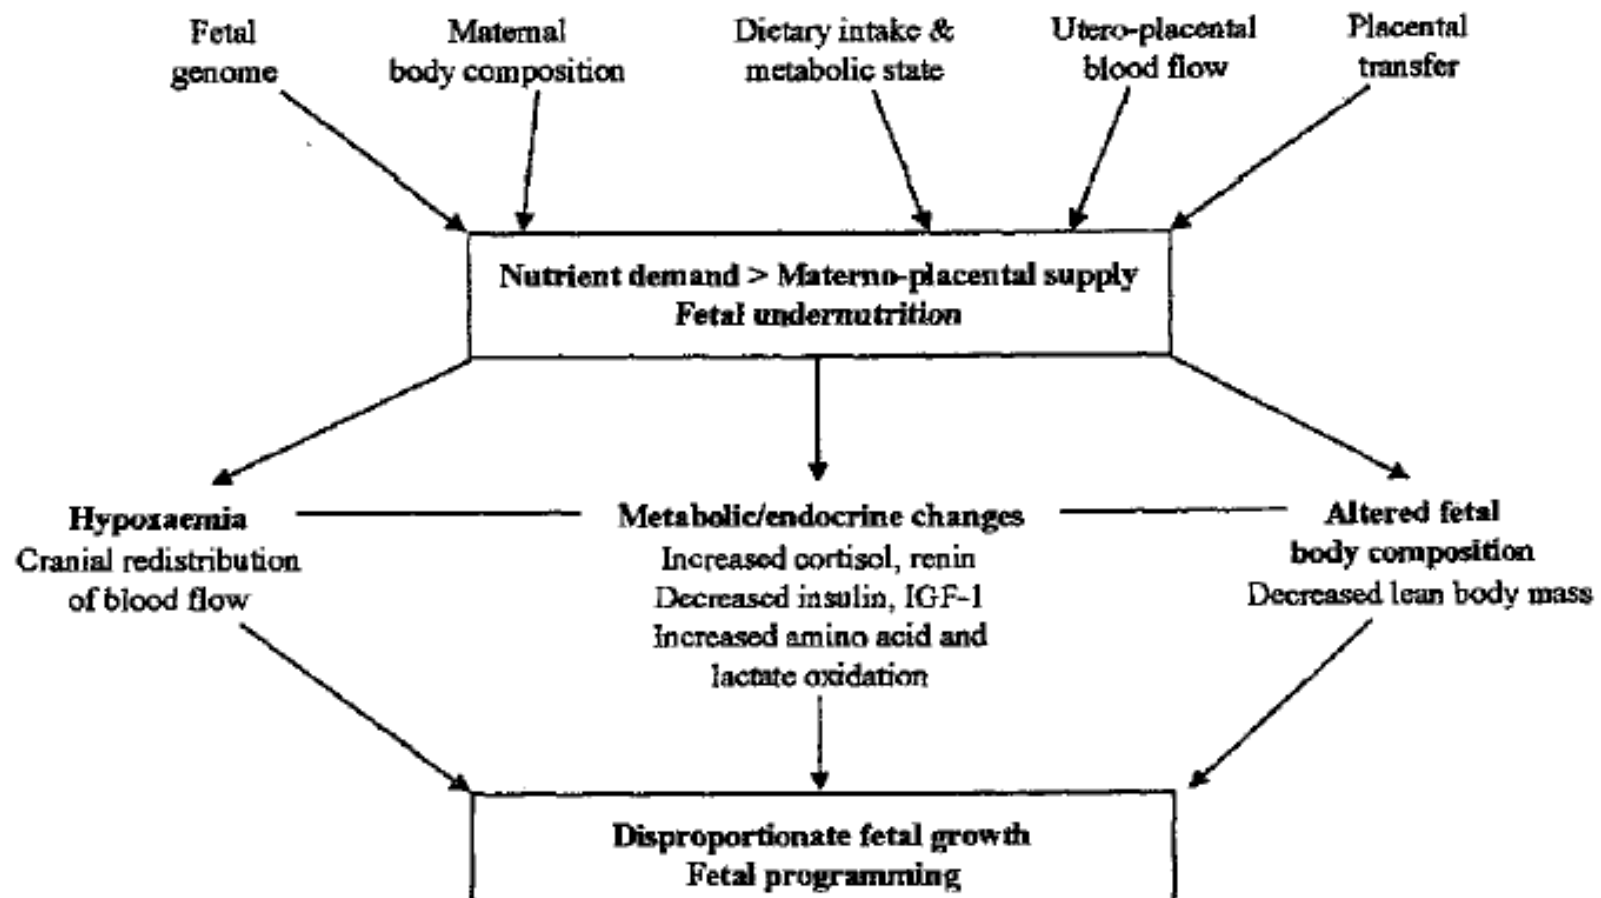 Fetal
genome
Maternal
body composition
Dietary intake &
metabolic state
Utero-placental
blood flow
Placental
transfer
Nutrient demand > Materno-placental supply
Fetal undernutrition
Hypoxaemia
Cranial redistribution
of blood flow
Metabolic/endocrine changes
Increased cortisol, renin
Decreased insulin, IGF-1
Increased amino acid and
lactate oxidation
Altered fetal
body composition
Decreased lean body mass
Disproportionate fetal growth
Fetal programming